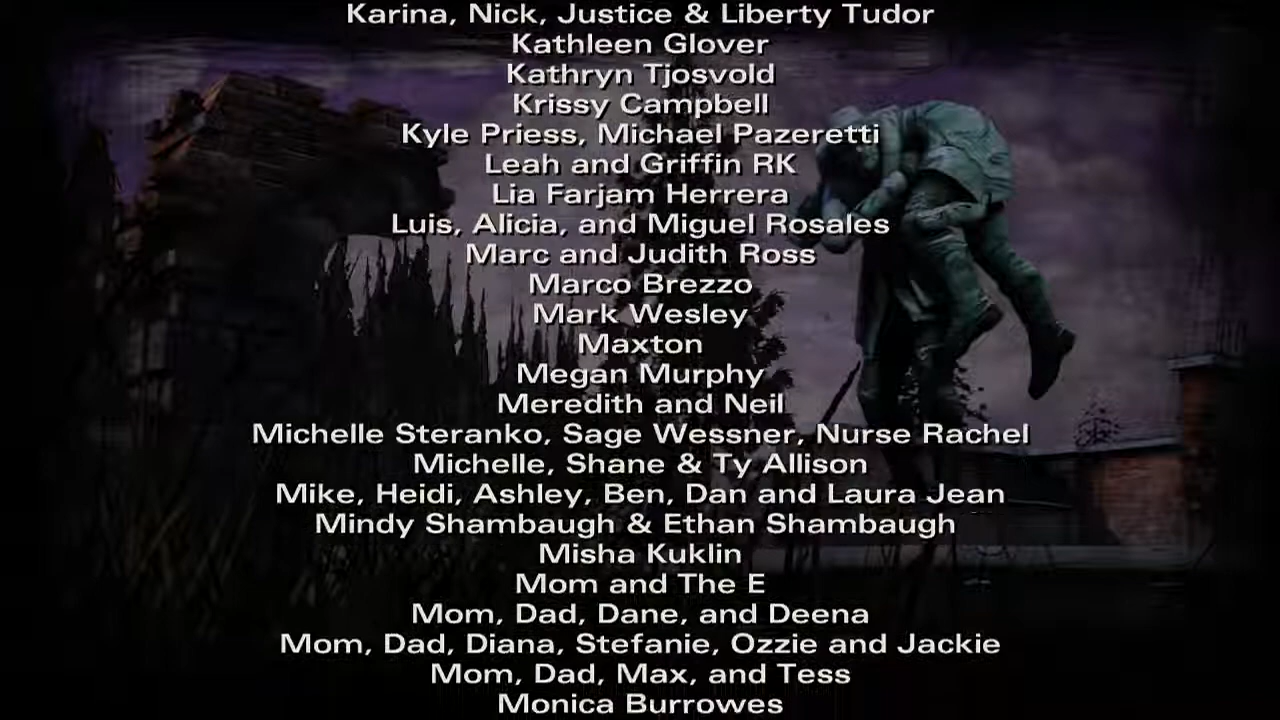 Karina, Nick, Justice & Liberty Tudor
Kathleen Glover
Kathryn Tjosvold
Krissy Campbell
Kyle Priess, Michael Pazeretti
Leah and Griffin RK
Lia Farjam Herrera
Luis, Alicia, and Miguel Rosales
Marc and Judith Ross
Marco Brezzo
Mark Wesley
Maxton
Megan Murphy
Meredith and Neil
Michelle Steranko, Sage Wessner, Nurse Rachel
Michelle, Shane & Ty Allison
Mike, Heidi, Ashley, Ben, Dan and Laura Jean
Mindy Shambaugh & Ethan Shambaugh
Misha Kuklin
Mom and The E
Mom, Dad, Dane, and Deena
Mom, Dad, Diana, Stefanie, Ozzie and Jackie
Mom, Dad, Max, and Tess
Monica Burrowes